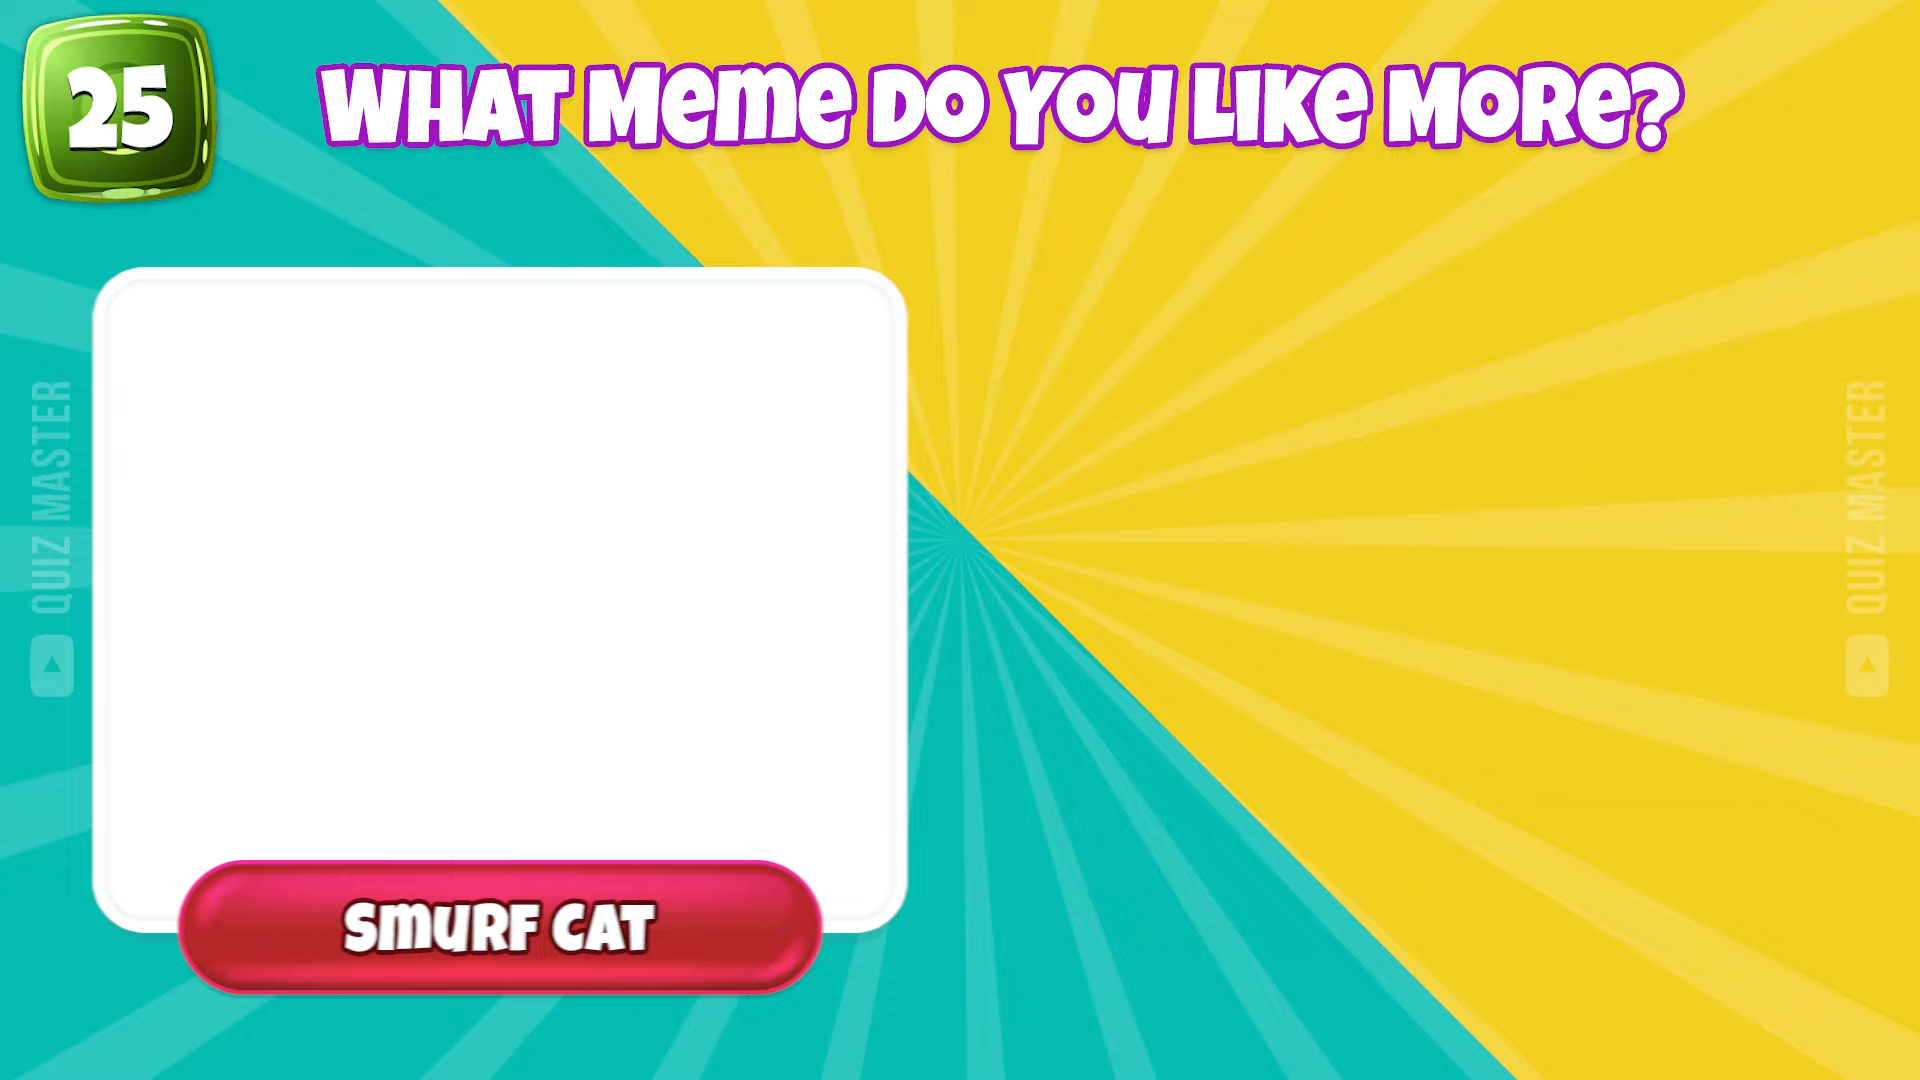 25
WHAT MEME DO YOU LIKE MORE?
QUIZ MASTER
QUIZ MASTER
SMURF CAT